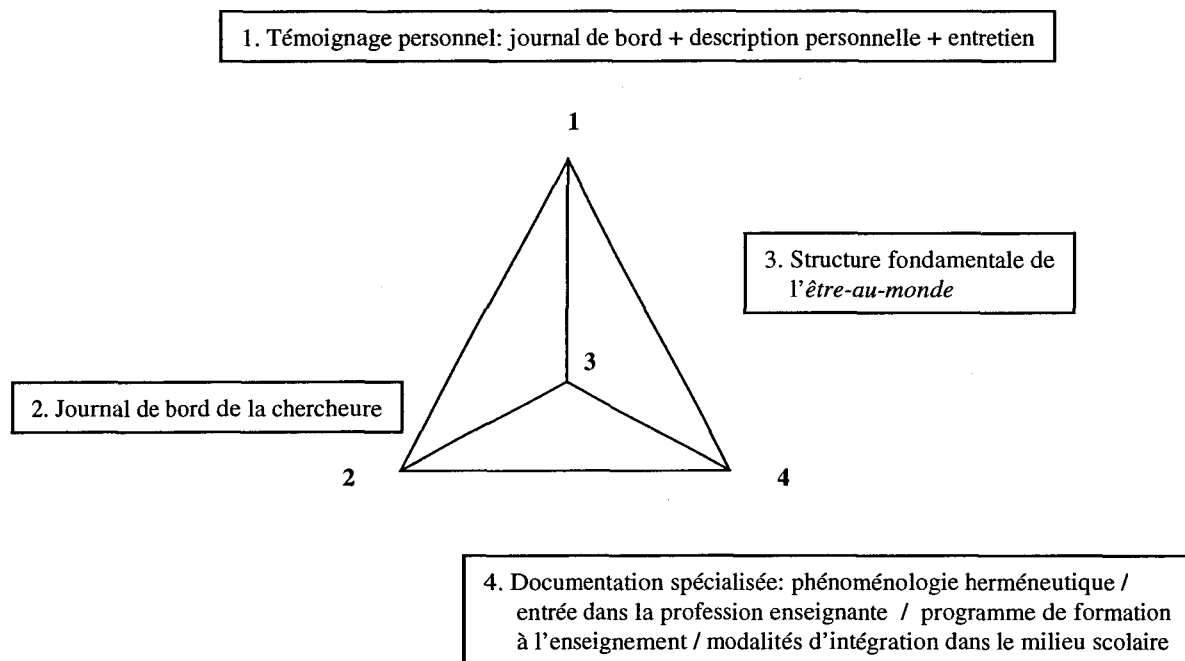 1. Témoignage personnel: journal de bord + description personnelle + entretien
1
3. Structure fondamentale de
l'être-au-monde
3
2. Journal de bord de la chercheure
2
4
4. Documentation spécialisée: phénoménologie herméneutique /
entrée dans la profession enseignante / programme de formation
à l'enseignement / modalités d'intégration dans le milieu scolaire